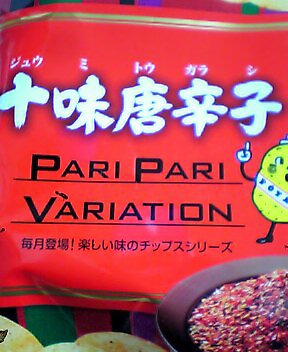 ジュウ ミ トウ ガラ シ
十味唐辛子
PARI PARI
VARIATION
毎月登場!楽しい味のチップスシリーズ